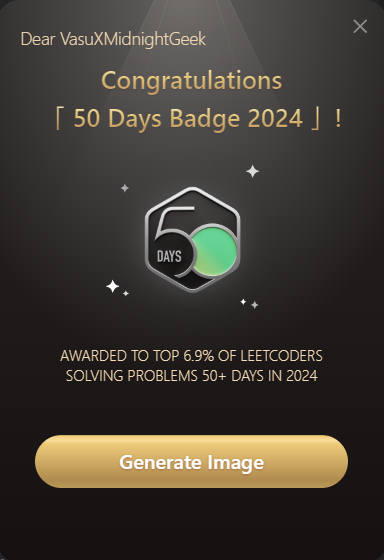 Dear VasuXMidnightGeek
Congratulations
「 50 Days Badge 2024 」 !
50
DAYS
AWARDED TO TOP 6.9% OF LEETCODERS
SOLVING PROBLEMS 50+ DAYS IN 2024
Generate Image